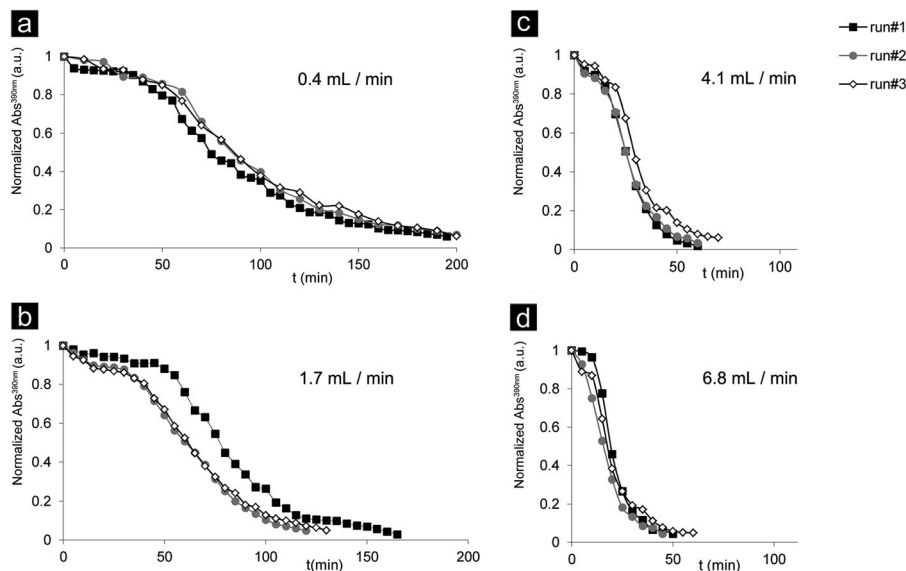 a
Normalized Abs³⁹⁰ⁿᵐ (a.u.)
1
0.8
0.6
0.4
0.2
0
0.4 mL / min
0 50 100 150 200
t (min)
c
Normalized Abs³⁹⁰ⁿᵐ (a.u.)
1
0.8
0.6
0.4
0.2
0
4.1 mL / min
0 50 100
t (min)
run#1
run#2
run#3
b
Normalized Abs³⁹⁰ⁿᵐ (a.u.)
1
0.8
0.6
0.4
0.2
0
1.7 mL / min
0 50 100 150 200
t(min)
d
Normalized Abs³⁹⁰ⁿᵐ (a.u.)
1
0.8
0.6
0.4
0.2
0
6.8 mL / min
0 50 100
t (min)